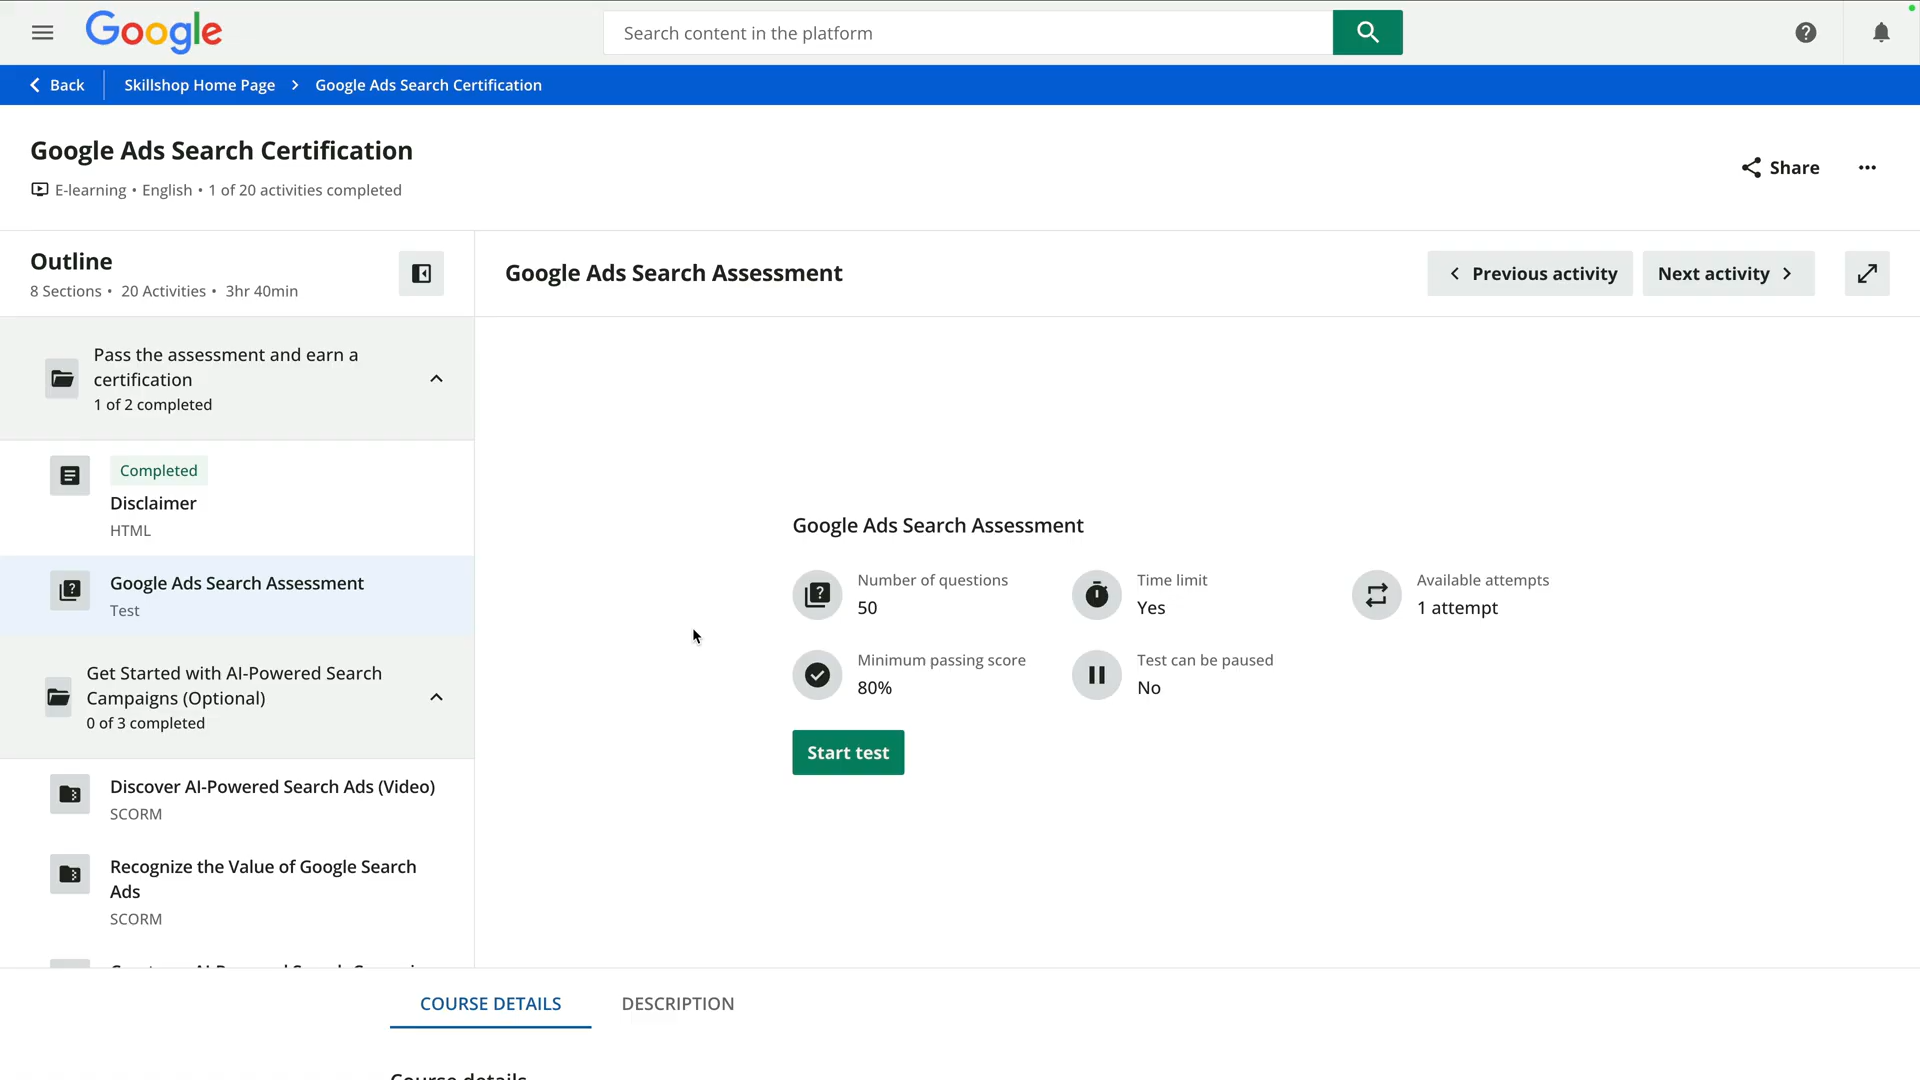 Google
Search content in the platform
Back
Skillshop Home Page
Google Ads Search Certification
Google Ads Search Certification
E-learning • English • 1 of 20 activities completed
Share
Outline
8 Sections • 20 Activities • 3hr 40min
Google Ads Search Assessment
Previous activity
Next activity
Pass the assessment and earn a
certification
1 of 2 completed
Completed
Disclaimer
HTML
Google Ads Search Assessment
Test
Get Started with AI-Powered Search
Campaigns (Optional)
0 of 3 completed
Discover AI-Powered Search Ads (Video)
SCORM
Recognize the Value of Google Search
Ads
SCORM
Google Ads Search Assessment
Number of questions
50
Time limit
Yes
Available attempts
1 attempt
Minimum passing score
80%
Test can be paused
No
Start test
COURSE DETAILS
DESCRIPTION
Course details